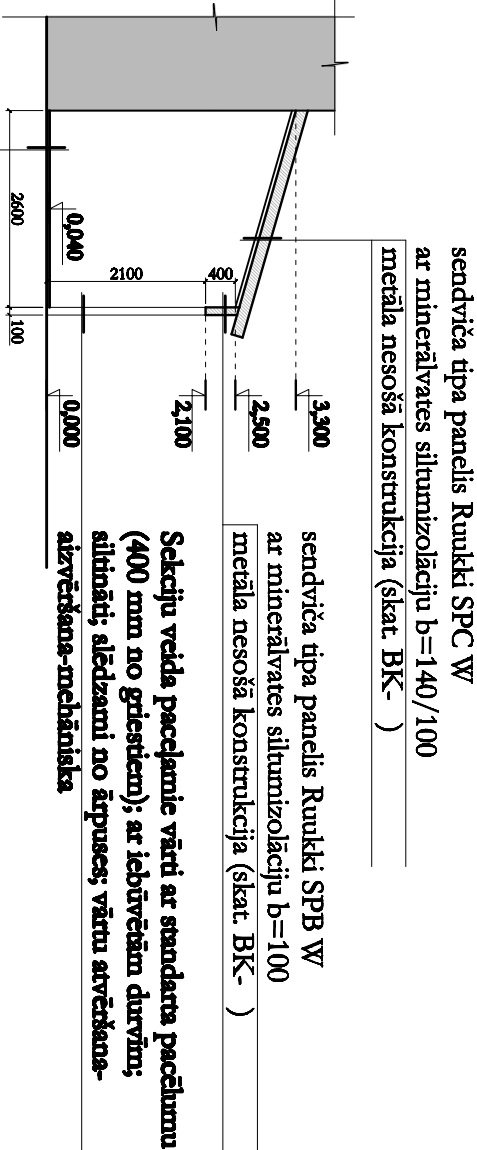 sendviča tipa panelis Ruukki SPC W
ar minerālvates siltumizolāciju b=140/100
metāla nesošā konstrukcija (skat. BK- )
3,300
2,500
2,100
0,000
0,040
2100
400
2600
100
sendviča tipa panelis Ruukki SPB W
ar minerālvates siltumizolāciju b=100
metāla nesošā konstrukcija (skat. BK- )
Sekciju veida paceļamie vārti ar standarta pacēlumu
(400 mm no griestiem); ar iebūvētām durvīm;
siltināti; slēdzami no ārpuses; vārtu atvēršana-
aizvēršana-mehāniska